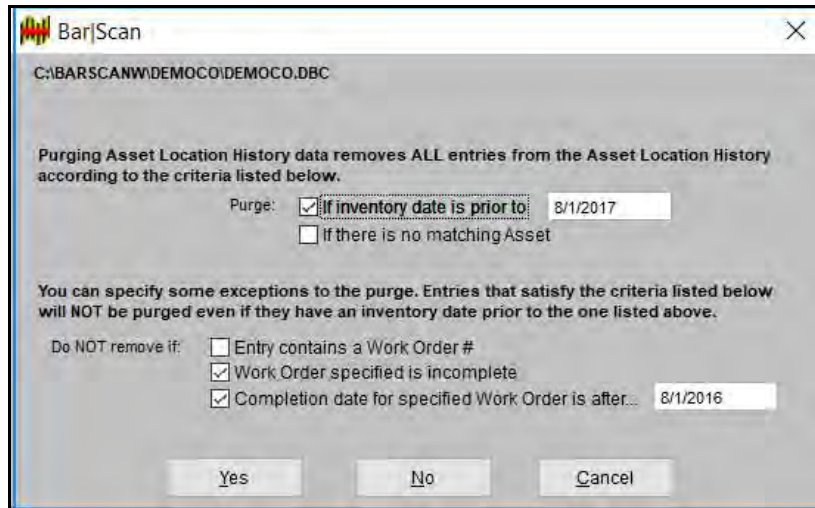 Bar|Scan
C:\BARSCANW\DEMOCO\DEMOCO.DBC
Purging Asset Location History data removes ALL entries from the Asset Location History
according to the criteria listed below.
Purge: If inventory date is prior to 8/1/2017
If there is no matching Asset
You can specify some exceptions to the purge. Entries that satisfy the criteria listed below
will NOT be purged even if they have an inventory date prior to the one listed above.
Do NOT remove if: Entry contains a Work Order #
Work Order specified is incomplete
Completion date for specified Work Order is after... 8/1/2016
Yes No Cancel